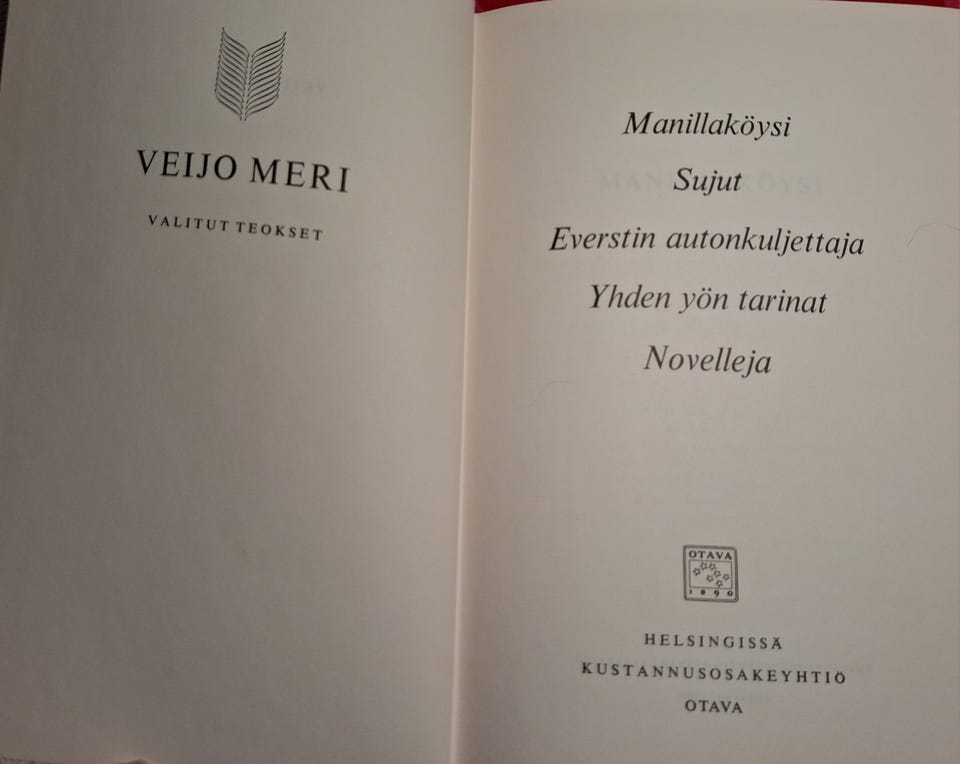 VEIJO MERI
VALITUT TEOKSET
Manillaköysi
Sujut
Everstin autonkuljettaja
Yhden yön tarinat
Novelleja
OTAVA
1890
HELSINGISSÄ
KUSTANNUSOSAKEYHTIÖ
OTAVA